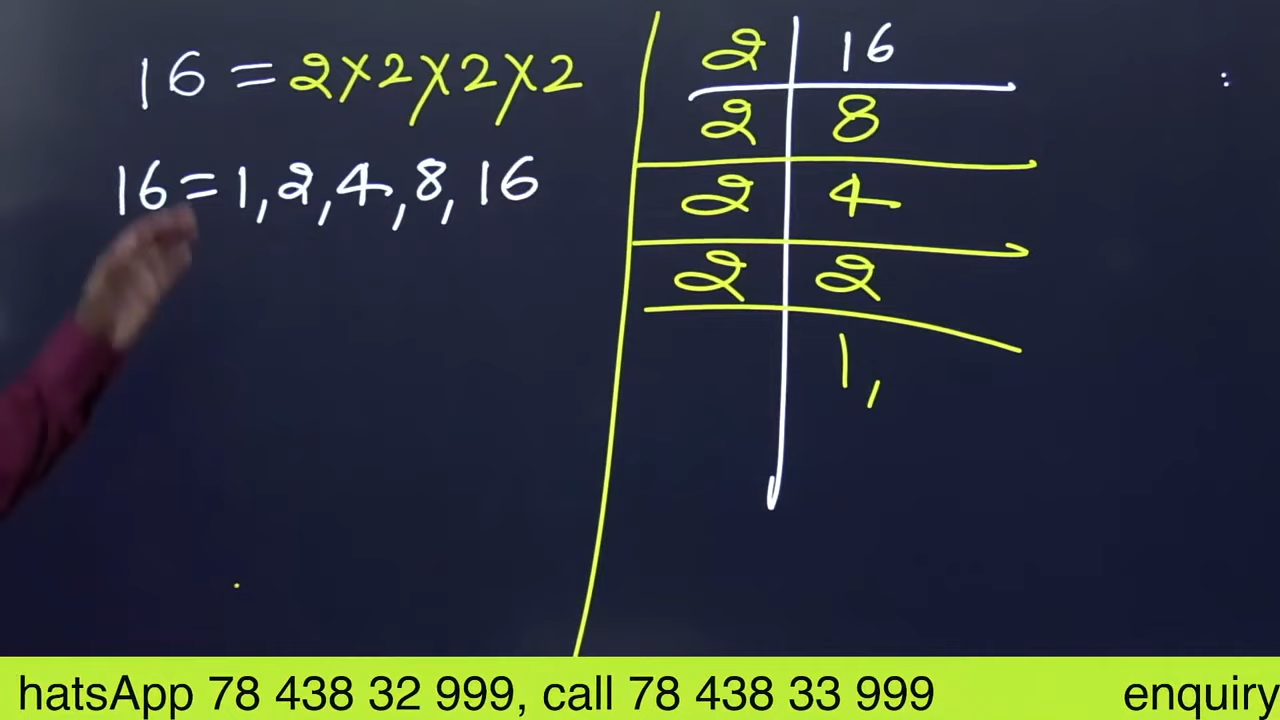 16 = 2×2×2×2
16 = 1, 2, 4, 8, 16
2 | 16
2 | 8
2 | 4
2 | 2
1,
hatsApp 78 438 32 999, call 78 438 33 999 enquiry